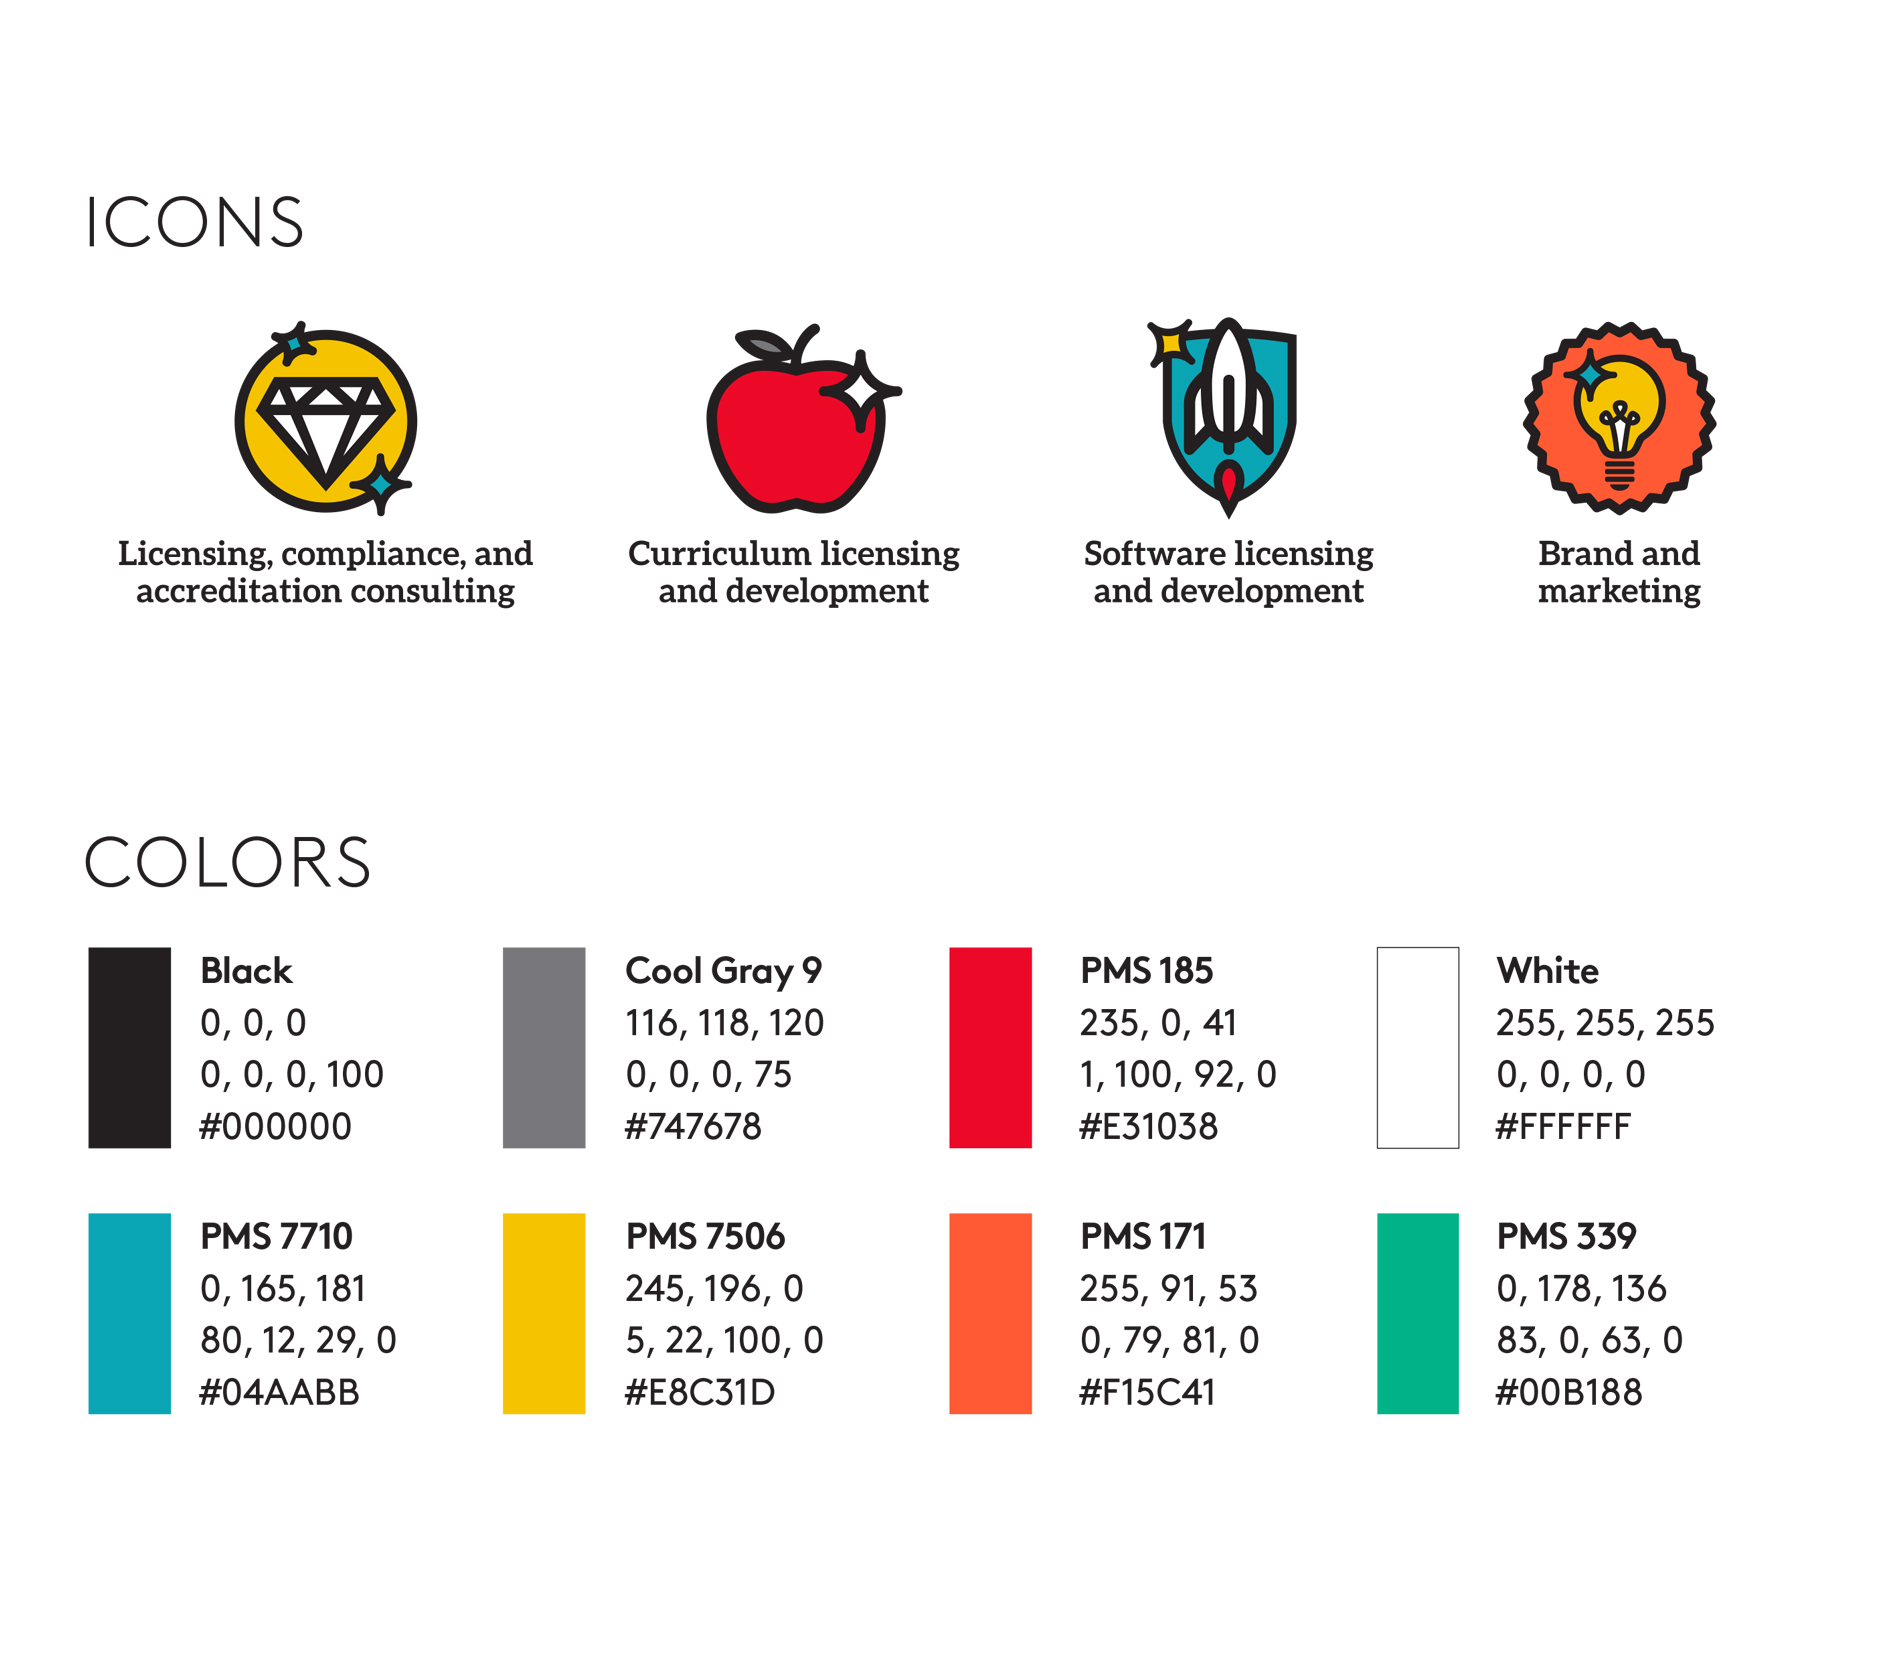 ICONS
Licensing, compliance, and
accreditation consulting
Curriculum licensing
and development
Software licensing
and development
Brand and
marketing
COLORS
Black
0, 0, 0
0, 0, 0, 100
#000000
Cool Gray 9
116, 118, 120
0, 0, 0, 75
#747678
PMS 185
235, 0, 41
1, 100, 92, 0
#E31038
White
255, 255, 255
0, 0, 0, 0
#FFFFFF
PMS 7710
0, 165, 181
80, 12, 29, 0
#04AABB
PMS 7506
245, 196, 0
5, 22, 100, 0
#E8C31D
PMS 171
255, 91, 53
0, 79, 81, 0
#F15C41
PMS 339
0, 178, 136
83, 0, 63, 0
#00B188